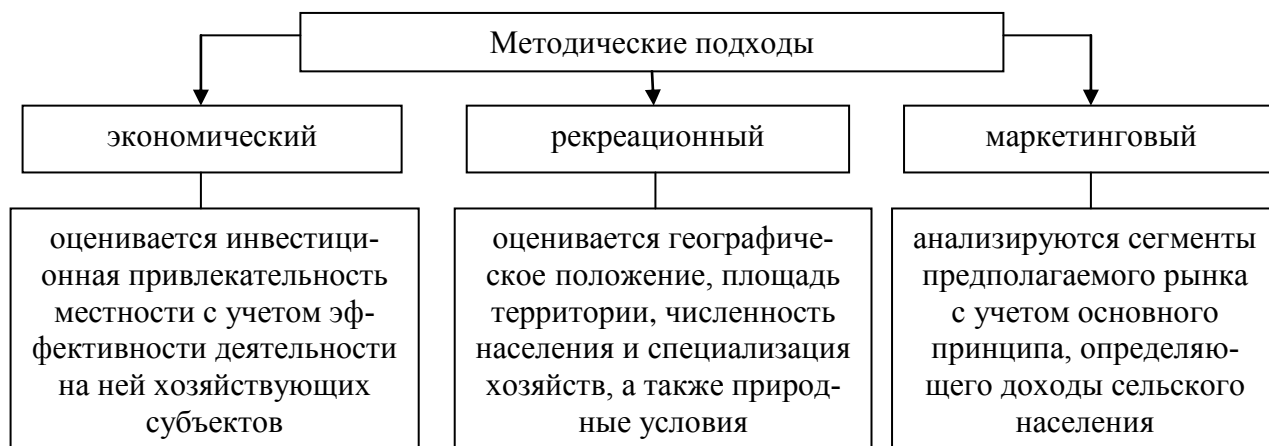 Методические подходы
экономический
рекреационный
маркетинговый
оценивается инвестици-
онная привлекательность
местности с учетом эф-
фективности деятельности
на ней хозяйствующих
субъектов
оценивается географиче-
ское положение, площадь
территории, численность
населения и специализация
хозяйств, а также природ-
ные условия
анализируются сегменты
предполагаемого рынка
с учетом основного
принципа, определяю-
щего доходы сельского
населения